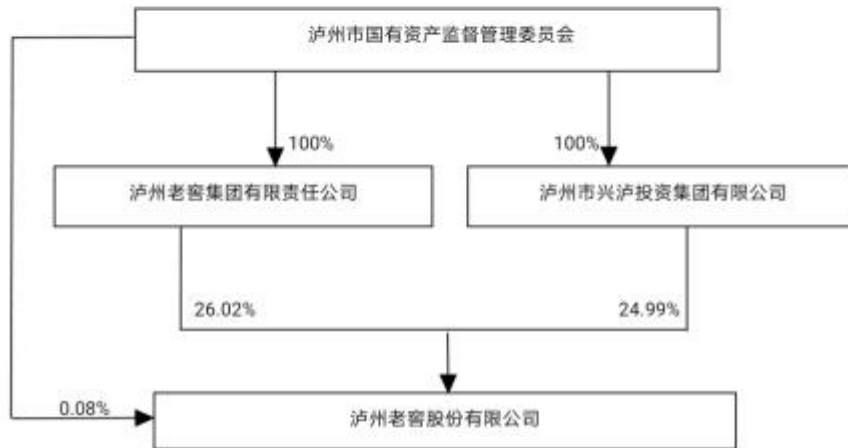 泸州市国有资产监督管理委员会
100%
100%
泸州老窖集团有限责任公司
泸州市兴泸投资集团有限公司
26.02%
24.99%
0.08%
泸州老窖股份有限公司